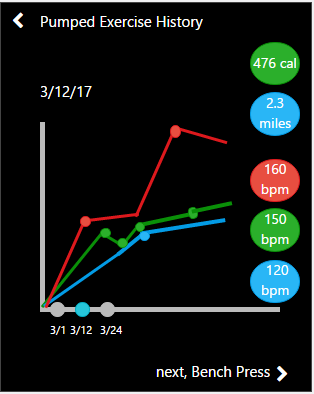 Pumped Exercise History
476 cal
3/12/17
2.3
miles
160
bpm
150
bpm
120
bpm
3/1 3/12 3/24
next, Bench Press